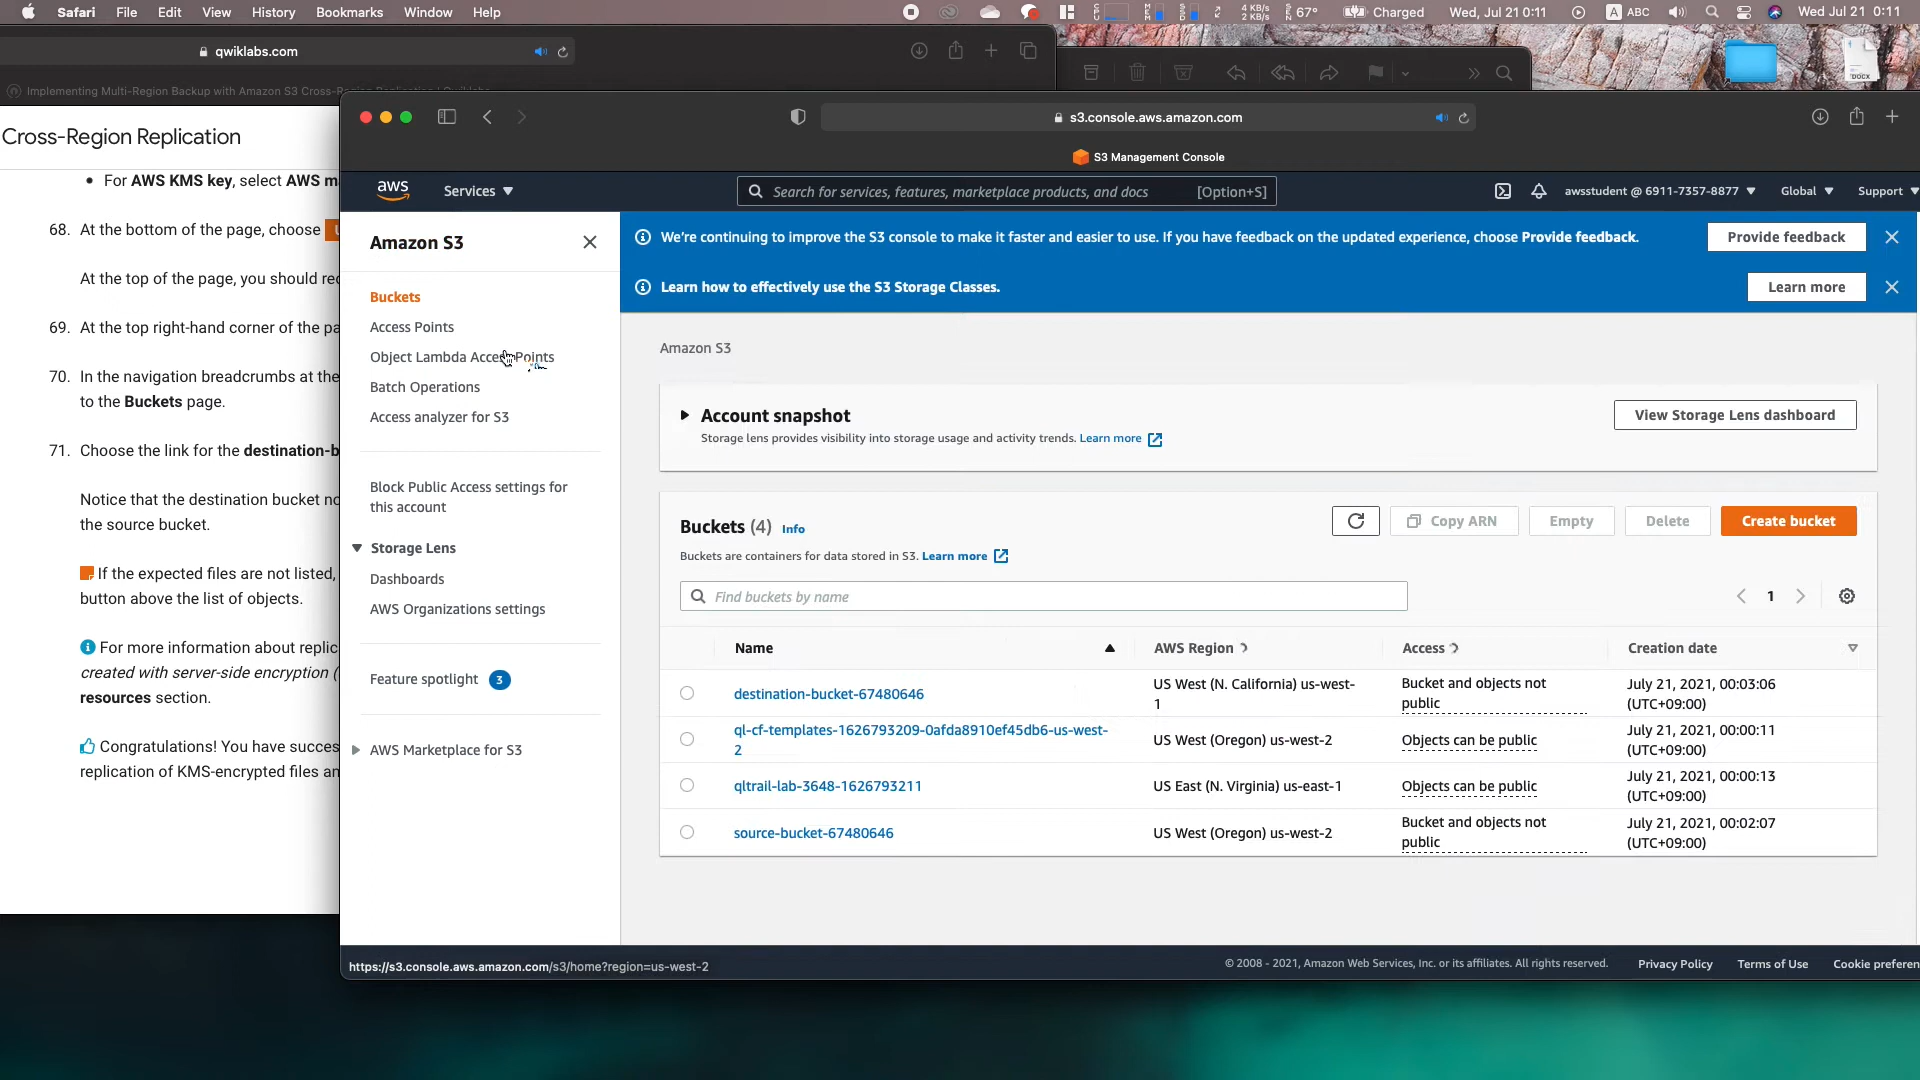 Safari File Edit View History Bookmarks Window Help
4 KB/s
2 KB/s
67°
Charged
Wed, Jul 21 0:11
A ABC
Wed Jul 21 0:11
qwiklabs.com
Implementing Multi-Region Backup with Amazon S3 Cross-Region Replication | Qwiklabs
DOCX
s3.console.aws.amazon.com
S3 Management Console
Cross-Region Replication
• For AWS KMS key, select AWS m
68. At the bottom of the page, choose
At the top of the page, you should re
69. At the top right-hand corner of the pa
70. In the navigation breadcrumbs at the
to the Buckets page.
71. Choose the link for the destination-b
Notice that the destination bucket no
the source bucket.
If the expected files are not listed,
button above the list of objects.
For more information about replic
created with server-side encryption (
resources section.
Congratulations! You have succes
replication of KMS-encrypted files an
aws
Services ▼
Search for services, features, marketplace products, and docs [Option+S]
awsstudent @ 6911-7357-8877 ▼
Global ▼
Support ▼
Amazon S3
Buckets
Access Points
Object Lambda Access Points
Batch Operations
Access analyzer for S3
Block Public Access settings for
this account
Storage Lens
Dashboards
AWS Organizations settings
Feature spotlight 3
AWS Marketplace for S3
We're continuing to improve the S3 console to make it faster and easier to use. If you have feedback on the updated experience, choose Provide feedback.
Provide feedback
Learn how to effectively use the S3 Storage Classes.
Learn more
Amazon S3
Account snapshot
Storage lens provides visibility into storage usage and activity trends. Learn more
View Storage Lens dashboard
Buckets (4) Info
Buckets are containers for data stored in S3. Learn more
Copy ARN
Empty
Delete
Create bucket
Find buckets by name
1
Name AWS Region Access Creation date
destination-bucket-67480646 US West (N. California) us-west-
1 Bucket and objects not
public July 21, 2021, 00:03:06
(UTC+09:00)
ql-cf-templates-1626793209-0afda8910ef45db6-us-west-
2 US West (Oregon) us-west-2 Objects can be public July 21, 2021, 00:00:11
(UTC+09:00)
qltrail-lab-3648-1626793211 US East (N. Virginia) us-east-1 Objects can be public July 21, 2021, 00:00:13
(UTC+09:00)
source-bucket-67480646 US West (Oregon) us-west-2 Bucket and objects not
public July 21, 2021, 00:02:07
(UTC+09:00)
https://s3.console.aws.amazon.com/s3/home?region=us-west-2
© 2008 - 2021, Amazon Web Services, Inc. or its affiliates. All rights reserved.
Privacy Policy
Terms of Use
Cookie preferen